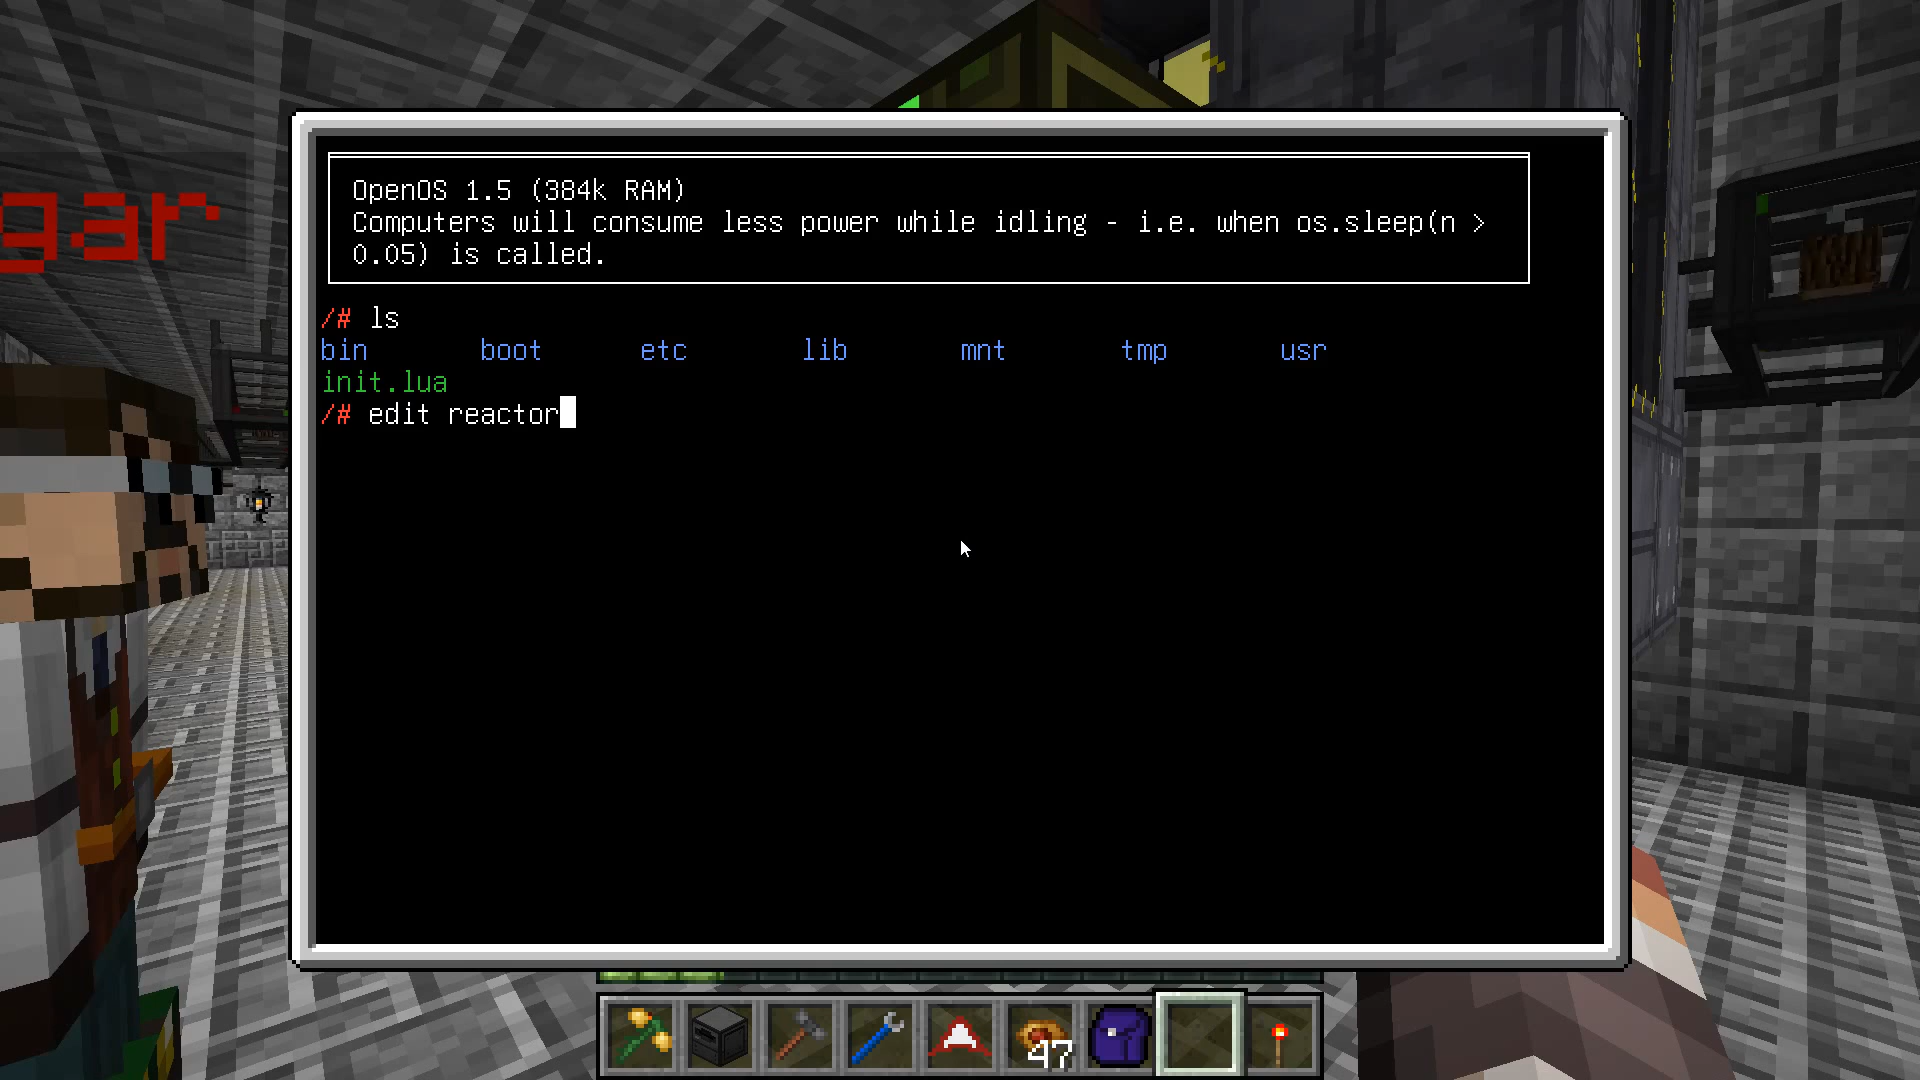 OpenOS 1.5 (384k RAM)
Computers will consume less power while idling - i.e. when os.sleep(n >
0.05) is called.
gar
/# ls
bin boot etc lib mnt tmp usr
init.lua
/# edit reactor
47